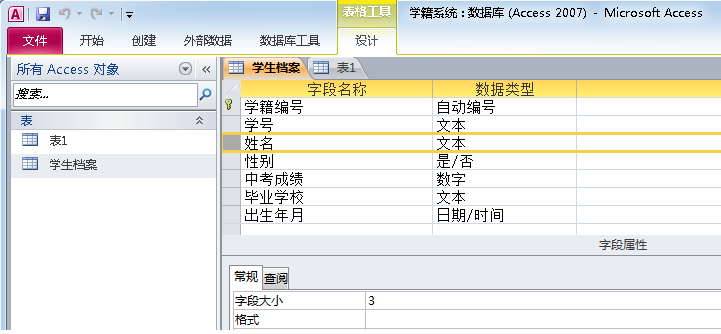 学籍系统 : 数据库 (Access 2007) - Microsoft Access
表格工具
文件 开始 创建 外部数据 数据库工具 设计
所有 Access 对象
搜索...
表
表1
学生档案
学生档案 表1
字段名称 数据类型
学籍编号 自动编号
学号 文本
姓名 文本
性别 是/否
中考成绩 数字
毕业学校 文本
出生年月 日期/时间
字段属性
常规 查阅
字段大小 3
格式